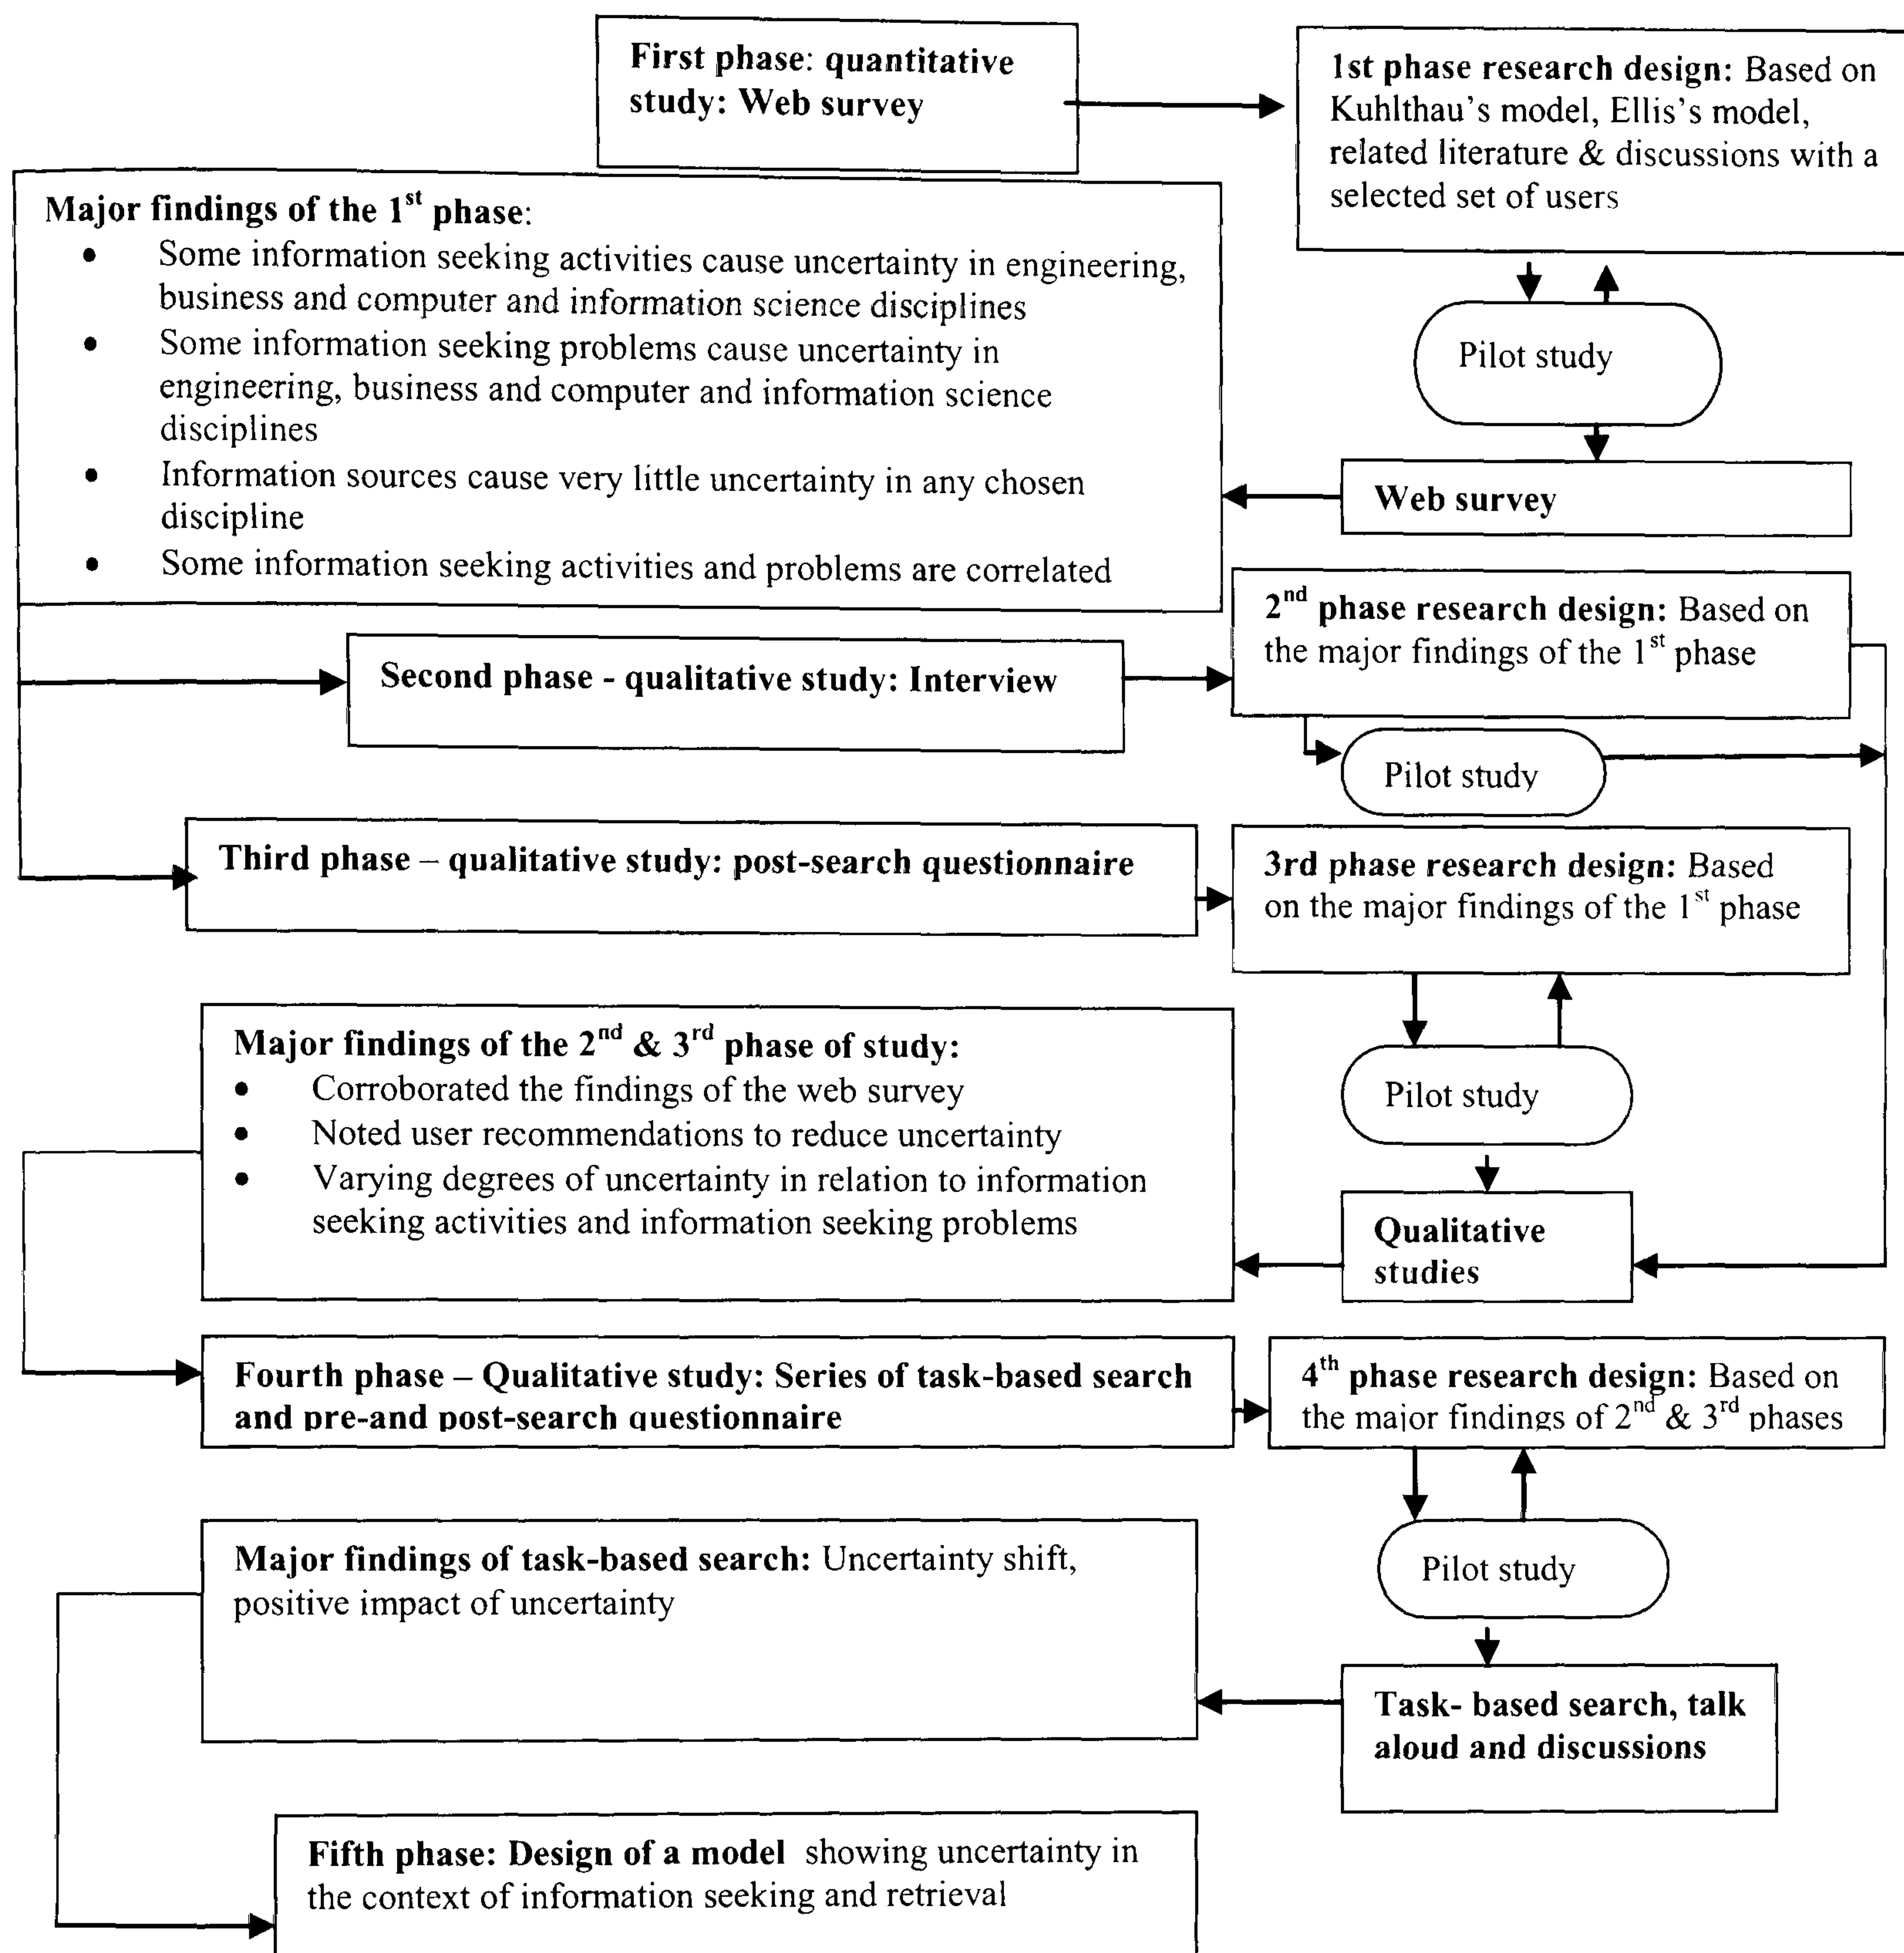 First phase: quantitative
study: Web survey
1st phase research design: Based on
Kuhlthau's model, Ellis's model,
related literature & discussions with a
selected set of users
Pilot study
Web survey
Major findings of the 1st phase:
• Some information seeking activities cause uncertainty in engineering,
business and computer and information science disciplines
• Some information seeking problems cause uncertainty in
engineering, business and computer and information science
disciplines
• Information sources cause very little uncertainty in any chosen
discipline
• Some information seeking activities and problems are correlated
Second phase - qualitative study: Interview
2nd phase research design: Based on
the major findings of the 1st phase
Pilot study
Third phase – qualitative study: post-search questionnaire
3rd phase research design: Based
on the major findings of the 1st phase
Pilot study
Qualitative
studies
Major findings of the 2nd & 3rd phase of study:
• Corroborated the findings of the web survey
• Noted user recommendations to reduce uncertainty
• Varying degrees of uncertainty in relation to information
seeking activities and information seeking problems
Fourth phase – Qualitative study: Series of task-based search
and pre-and post-search questionnaire
4th phase research design: Based on
the major findings of 2nd & 3rd phases
Pilot study
Task- based search, talk
aloud and discussions
Major findings of task-based search: Uncertainty shift,
positive impact of uncertainty
Fifth phase: Design of a model showing uncertainty in
the context of information seeking and retrieval